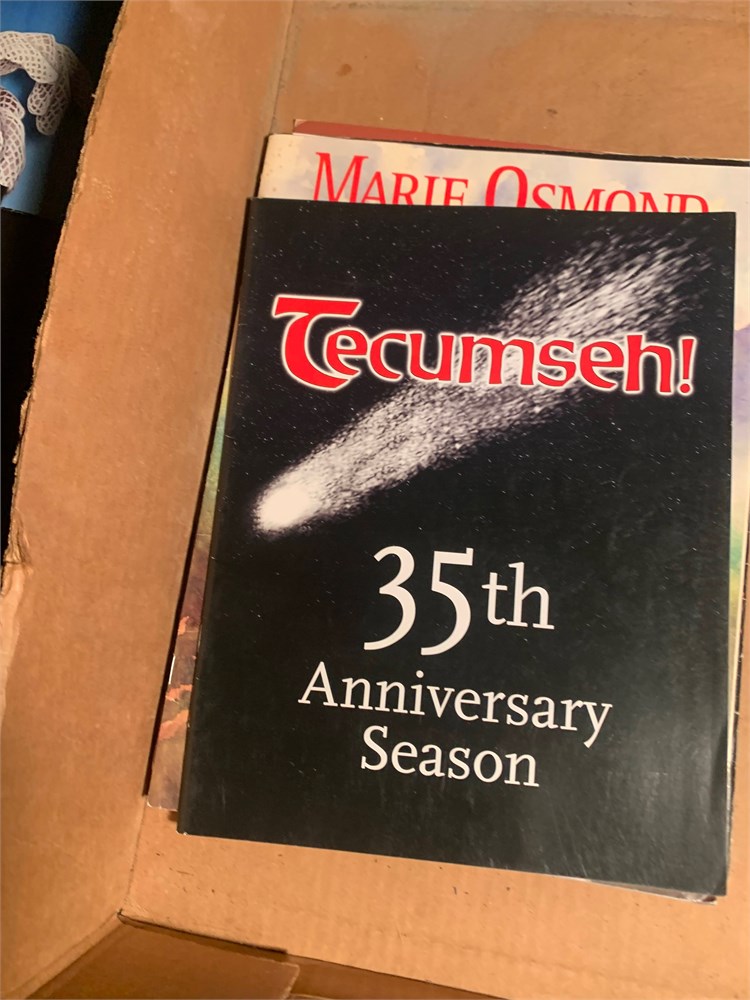 MARIE OSMOND
Tecumseh!
35th
Anniversary
Season